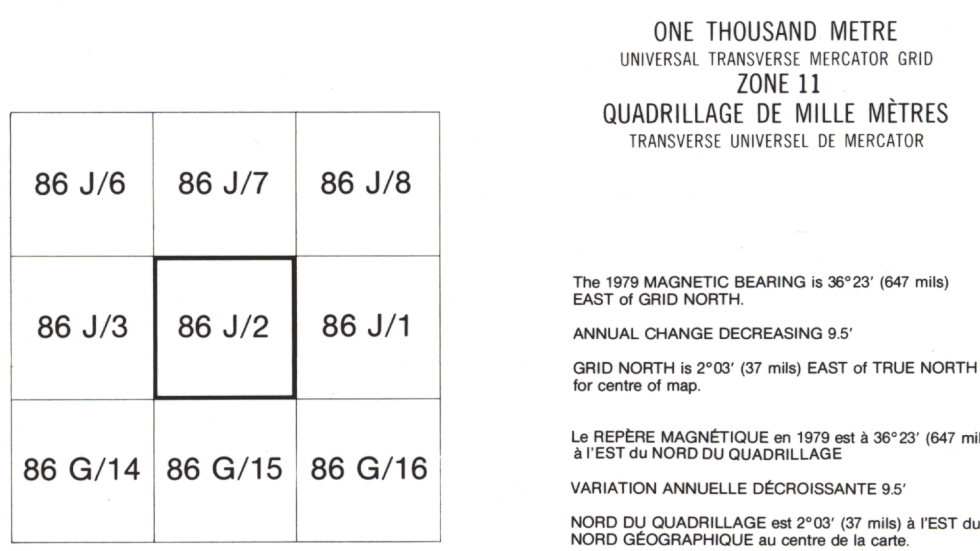 ONE THOUSAND METRE
UNIVERSAL TRANSVERSE MERCATOR GRID
ZONE 11
QUADRILLAGE DE MILLE MÈTRES
TRANSVERSE UNIVERSEL DE MERCATOR
86 J/6 86 J/7 86 J/8
86 J/3 86 J/2 86 J/1
86 G/14 86 G/15 86 G/16
The 1979 MAGNETIC BEARING is 36°23′ (647 mils)
EAST of GRID NORTH.
ANNUAL CHANGE DECREASING 9.5′
GRID NORTH is 2°03′ (37 mils) EAST of TRUE NORTH
for centre of map.
Le REPÈRE MAGNÉTIQUE en 1979 est à 36°23′ (647
à l'EST du NORD DU QUADRILLAGE
VARIATION ANNUELLE DÉCROISSANTE 9.5′
NORD DU QUADRILLAGE est 2°03′ (37 mils) à l'EST du
NORD GÉOGRAPHIQUE au centre de la carte.